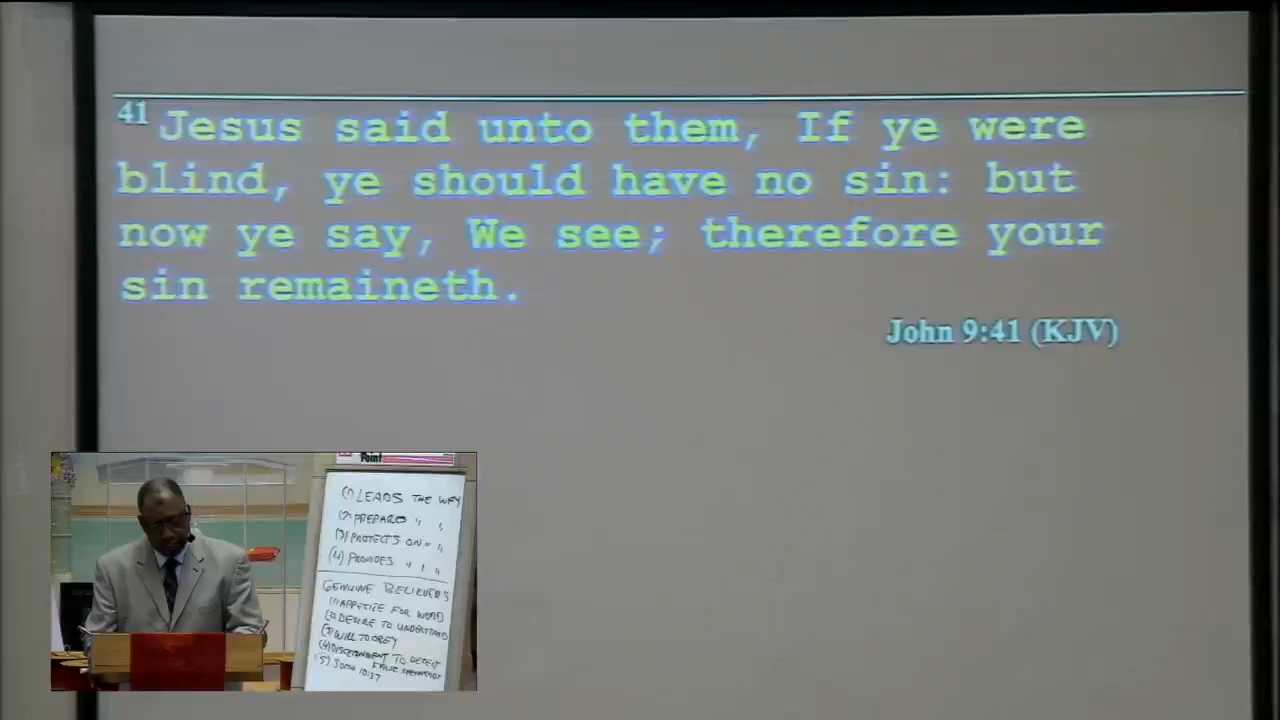 41 Jesus said unto them, If ye were
blind, ye should have no sin: but
now ye say, We see; therefore your
sin remaineth.
John 9:41 (KJV)
Point
(1) LEADS THE WAY
(2) PREPARES " "
(3) PROTECTS ON " "
(4) PROVIDES " " "
GENUINE BELIEVERS
(1) APPETIZE FOR WORD
(2) DESIRE TO UNDERSTAND
(3) WILL TO OBEY
(4) DISCERNMENT TO DETECT
FALSE
(5) JOHN 10:27